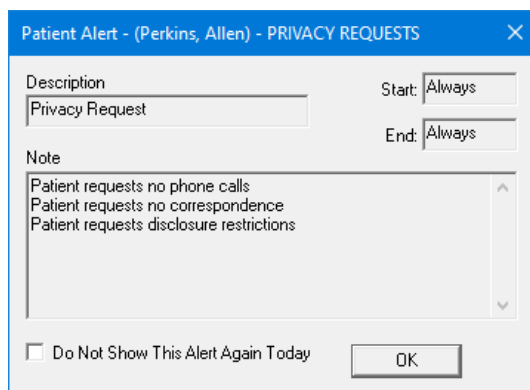 Patient Alert - (Perkins, Allen) - PRIVACY REQUESTS
Description
Privacy Request
Start: Always
End: Always
Note
Patient requests no phone calls
Patient requests no correspondence
Patient requests disclosure restrictions
Do Not Show This Alert Again Today
OK